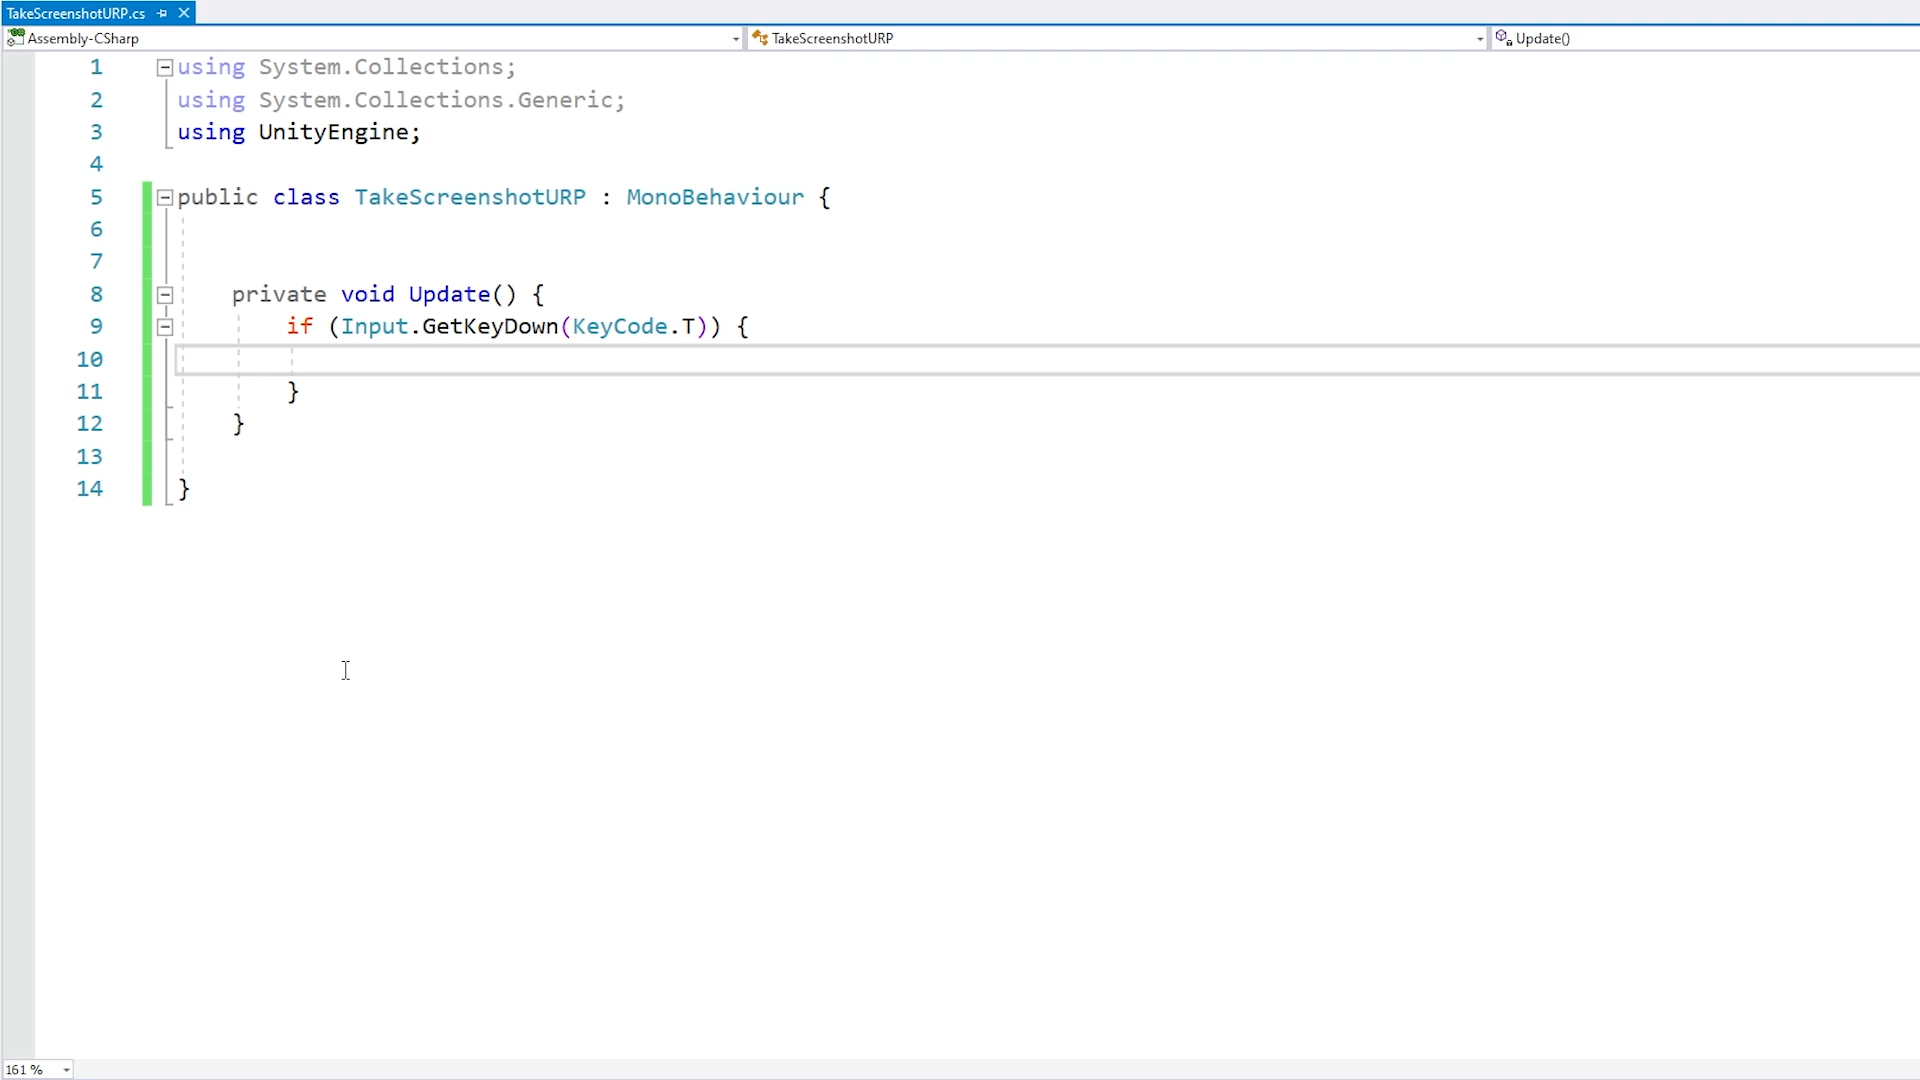 TakeScreenshotURP.cs
Assembly-CSharp TakeScreenshotURP Update()
1 using System.Collections;
2 using System.Collections.Generic;
3 using UnityEngine;
4
5 public class TakeScreenshotURP : MonoBehaviour {
6
7
8 private void Update() {
9 if (Input.GetKeyDown(KeyCode.T)) {
10
11 }
12 }
13
14 }
161 %